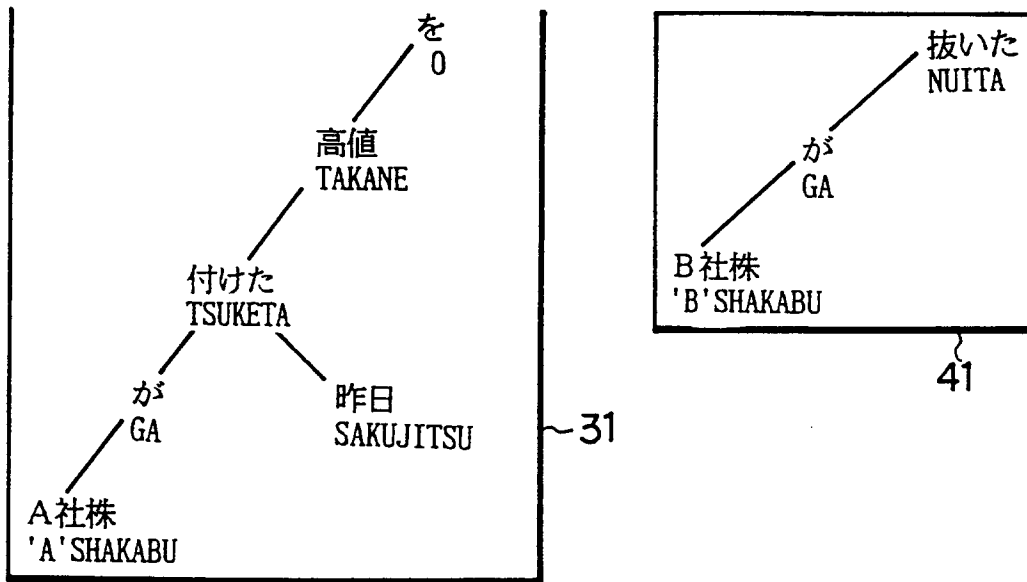 を
O
高値
TAKANE
付けた
TSUKETA
が
GA
昨日
SAKUJITSU
A社株
'A'SHAKABU
31
抜いた
NUITA
が
GA
B社株
'B'SHAKABU
41